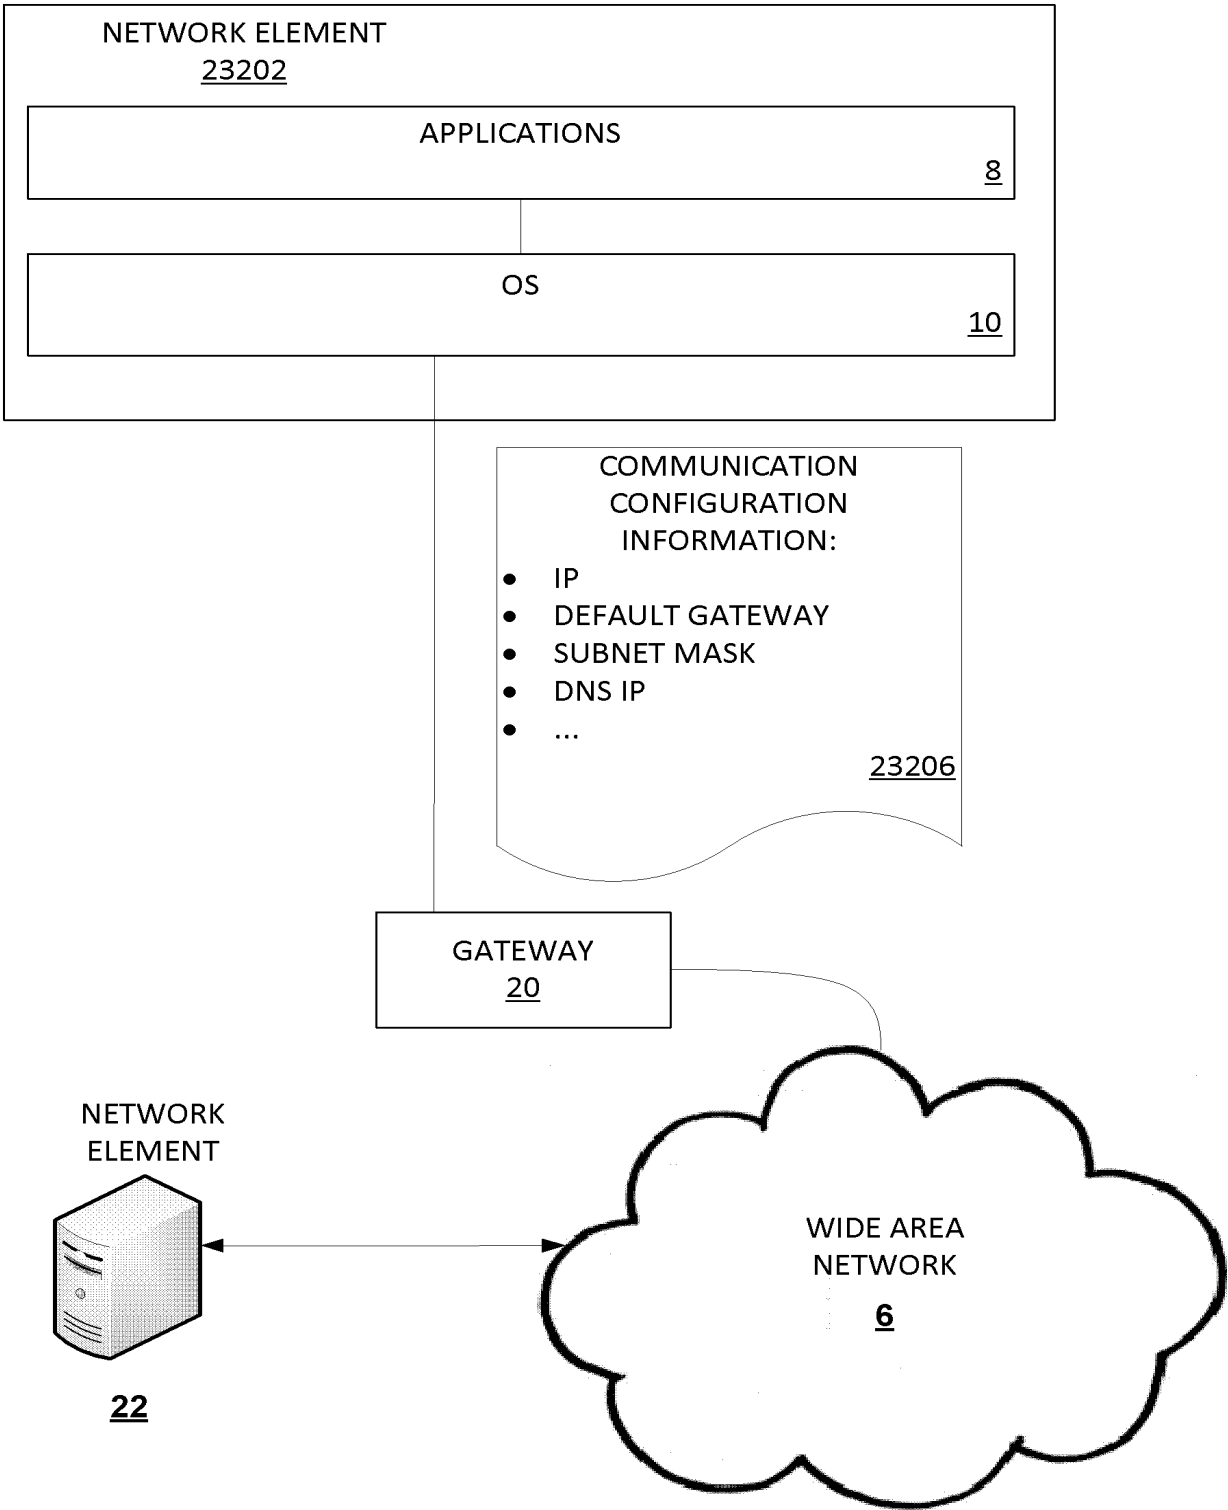 NETWORK ELEMENT
23202
APPLICATIONS
8
OS
10
COMMUNICATION
CONFIGURATION
INFORMATION:
● IP
● DEFAULT GATEWAY
● SUBNET MASK
● DNS IP
● ...
23206
GATEWAY
20
NETWORK
ELEMENT
22
WIDE AREA
NETWORK
6